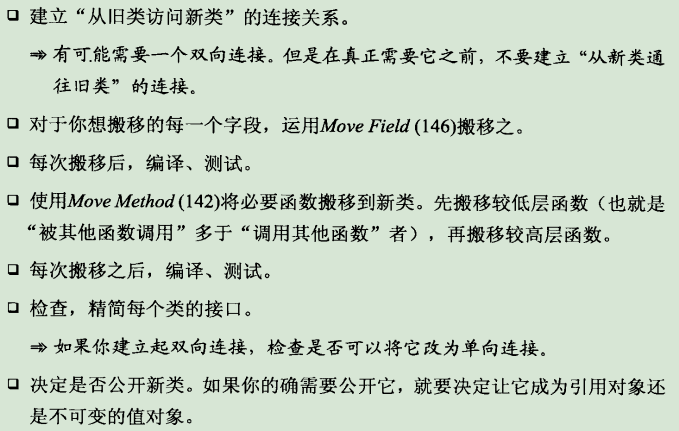 ❑ 建立“从旧类访问新类”的连接关系。
⇛ 有可能需要一个双向连接。但是在真正需要它之前，不要建立“从新类通
往旧类”的连接。
❑ 对于你想搬移的每一个字段，运用Move Field (146)搬移之。
❑ 每次搬移后，编译、测试。
❑ 使用Move Method (142)将必要函数搬移到新类。先搬移较低层函数（也就是
“被其他函数调用”多于“调用其他函数”者），再搬移较高层函数。
❑ 每次搬移之后，编译、测试。
❑ 检查，精简每个类的接口。
⇛ 如果你建立起双向连接，检查是否可以将它改为单向连接。
❑ 决定是否公开新类。如果你的确需要公开它，就要决定让它成为引用对象还
是不可变的值对象。